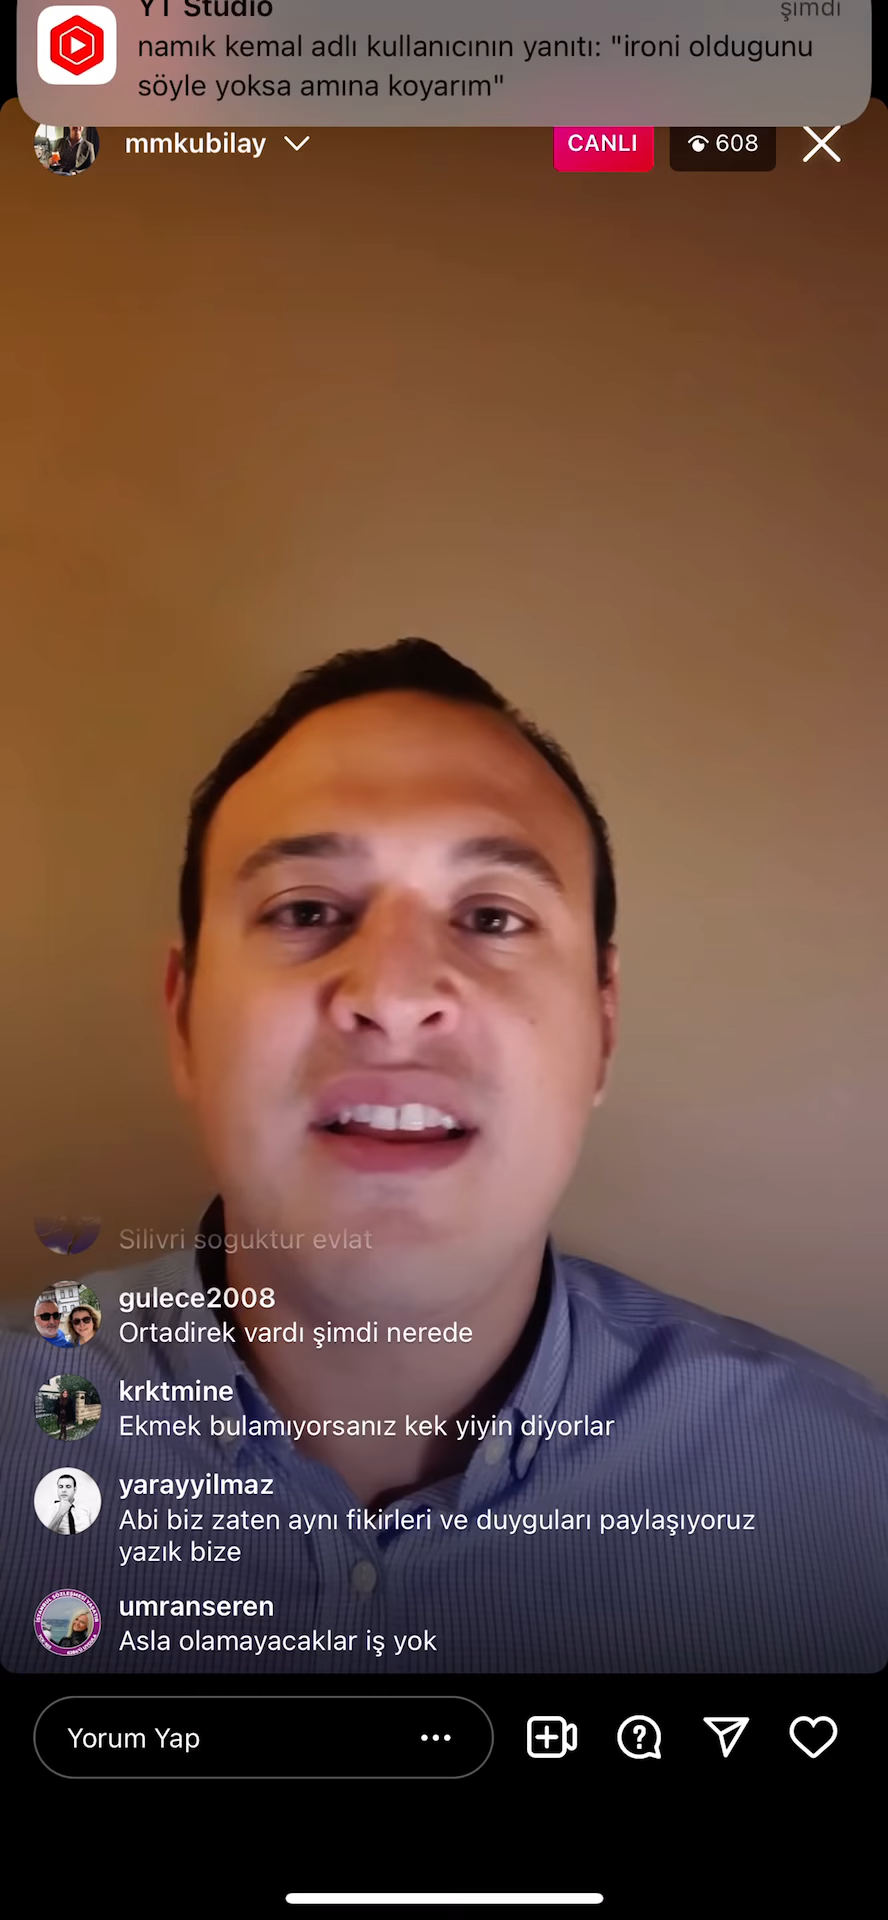 YT Studio
şimdi
namık kemal adlı kullanıcının yanıtı: "ironi oldugunu
söyle yoksa amına koyarım"
mmkubilay
CANLI
608
Silivri soguktur evlat
gulece2008
Ortadirek vardı şimdi nerede
krktmine
Ekmek bulamıyorsanız kek yiyin diyorlar
yarayyilmaz
Abi biz zaten aynı fikirleri ve duyguları paylaşıyoruz
yazık bize
umranseren
Asla olamayacaklar iş yok
Yorum Yap